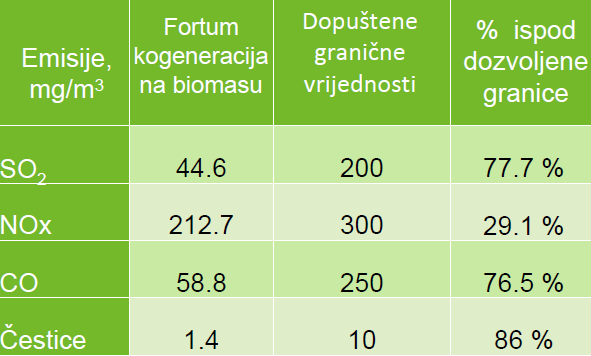 Emisije,
mg/m³
Fortum
kogeneracija
na biomasu
Dopuštene
granične
vrijednosti
% ispod
dozvoljene
granice
SO₂ 44.6 200 77.7 %
NOx 212.7 300 29.1 %
CO 58.8 250 76.5 %
Čestice 1.4 10 86 %